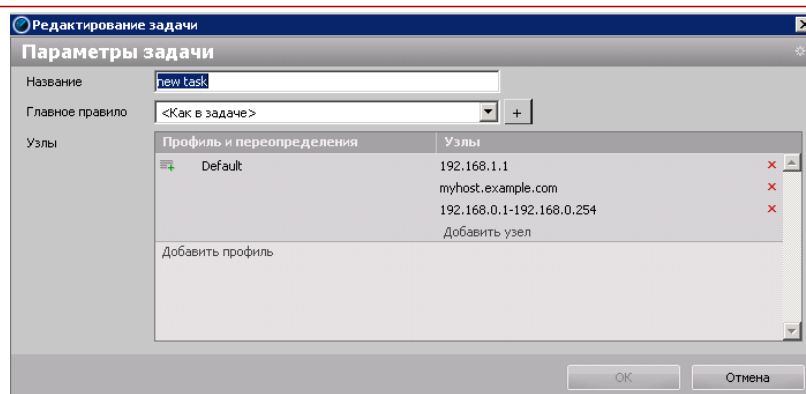 Редактирование задачи
Параметры задачи
Название new task
Главное правило <Как в задаче> +
Узлы Профиль и переопределения Узлы
Default 192.168.1.1
myhost.example.com
192.168.0.1-192.168.0.254
Добавить узел
Добавить профиль
OK Отмена